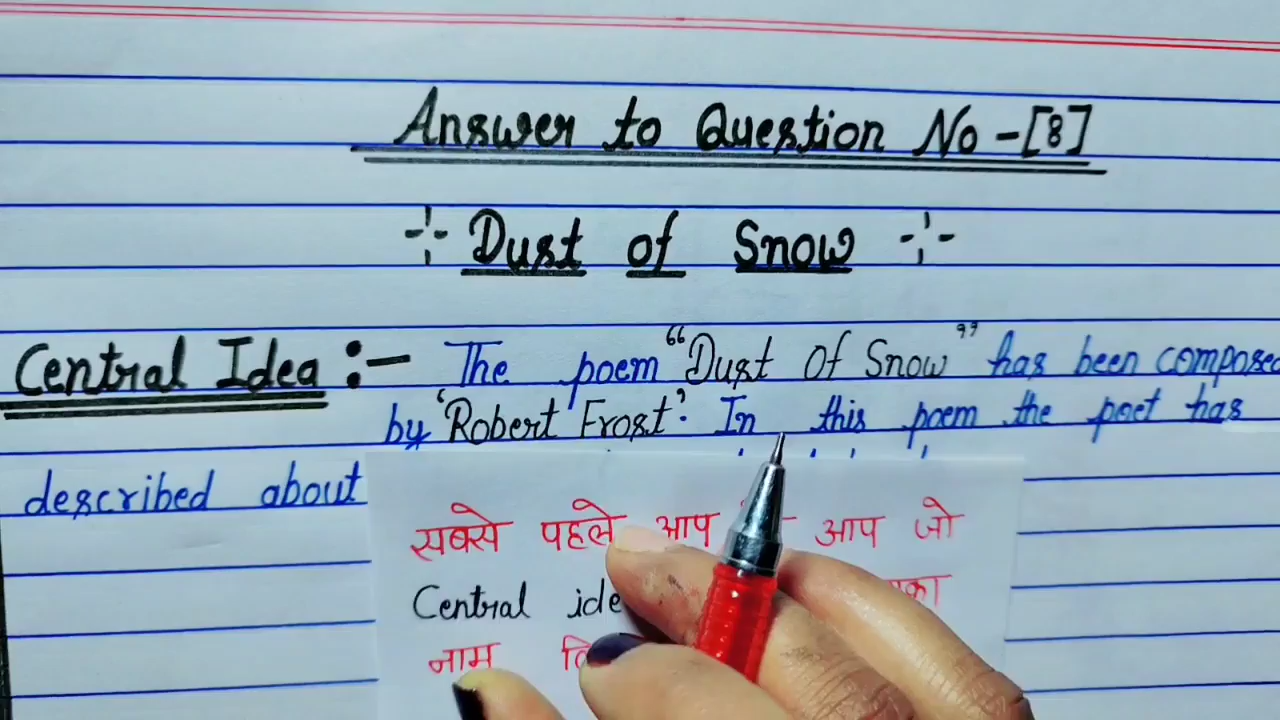 Answer to Question No-[8]
Dust of Snow
Central Idea :- The poem "Dust Of Snow" has been composed
by 'Robert Frost'. In this poem the poet has
described about
सबसे पहले आप आप जो
Central
नाम